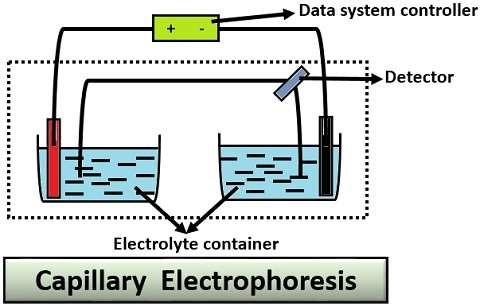 Data system controller
+ -
Detector
Electrolyte container
Capillary Electrophoresis